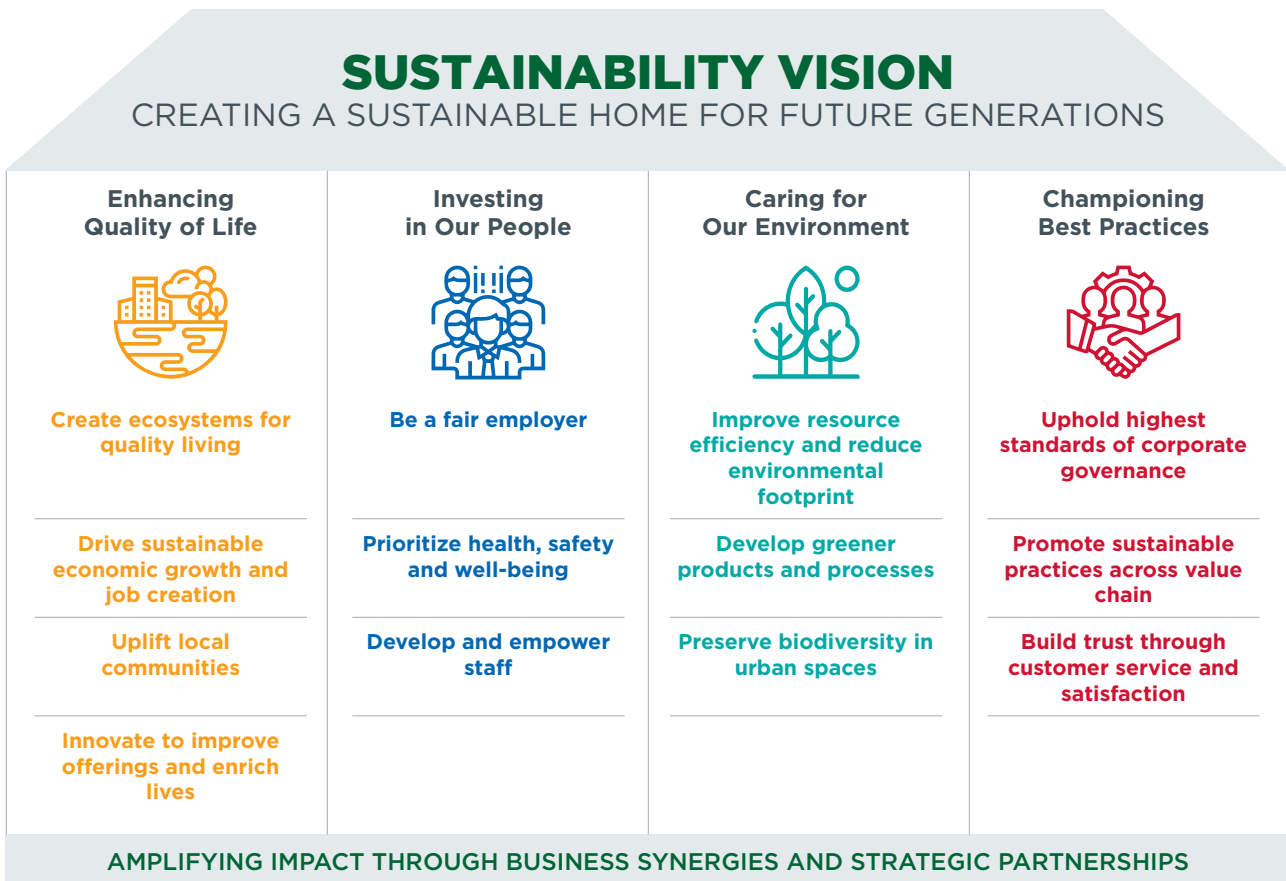 SUSTAINABILITY VISION
CREATING A SUSTAINABLE HOME FOR FUTURE GENERATIONS
Enhancing
Quality of Life
Create ecosystems for
quality living
Drive sustainable
economic growth and
job creation
Uplift local
communities
Innovate to improve
offerings and enrich
lives
Investing
in Our People
Be a fair employer
Prioritize health, safety
and well-being
Develop and empower
staff
Caring for
Our Environment
Improve resource
efficiency and reduce
environmental
footprint
Develop greener
products and processes
Preserve biodiversity in
urban spaces
Championing
Best Practices
Uphold highest
standards of corporate
governance
Promote sustainable
practices across value
chain
Build trust through
customer service and
satisfaction
AMPLIFYING IMPACT THROUGH BUSINESS SYNERGIES AND STRATEGIC PARTNERSHIPS